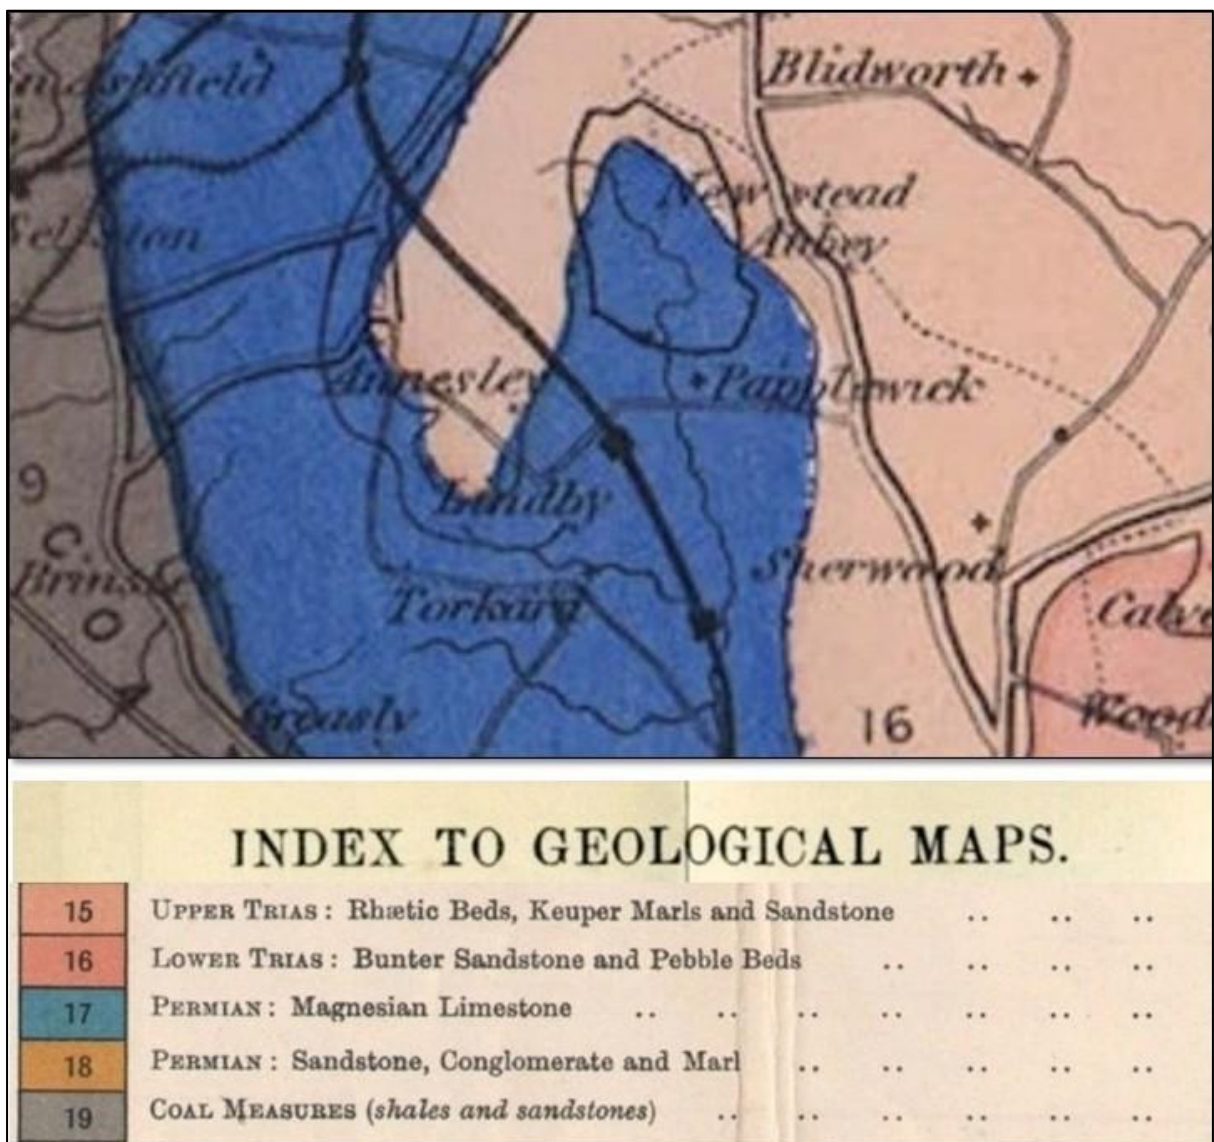 Blidworth
Newstead
Abbey
Annesley
Papplwick
Lindby
9
C.
O
Sherwood
Torkard
Greasly
16
INDEX TO GEOLOGICAL MAPS.
15 UPPER TRIAS: Rhætic Beds, Keuper Marls and Sandstone .. .. ..
16 LOWER TRIAS: Bunter Sandstone and Pebble Beds .. .. .. ..
17 PERMIAN: Magnesian Limestone .. .. .. .. .. .. ..
18 PERMIAN: Sandstone, Conglomerate and Marl .. .. .. .. ..
19 COAL MEASURES (shales and sandstones) .. .. .. .. .. ..